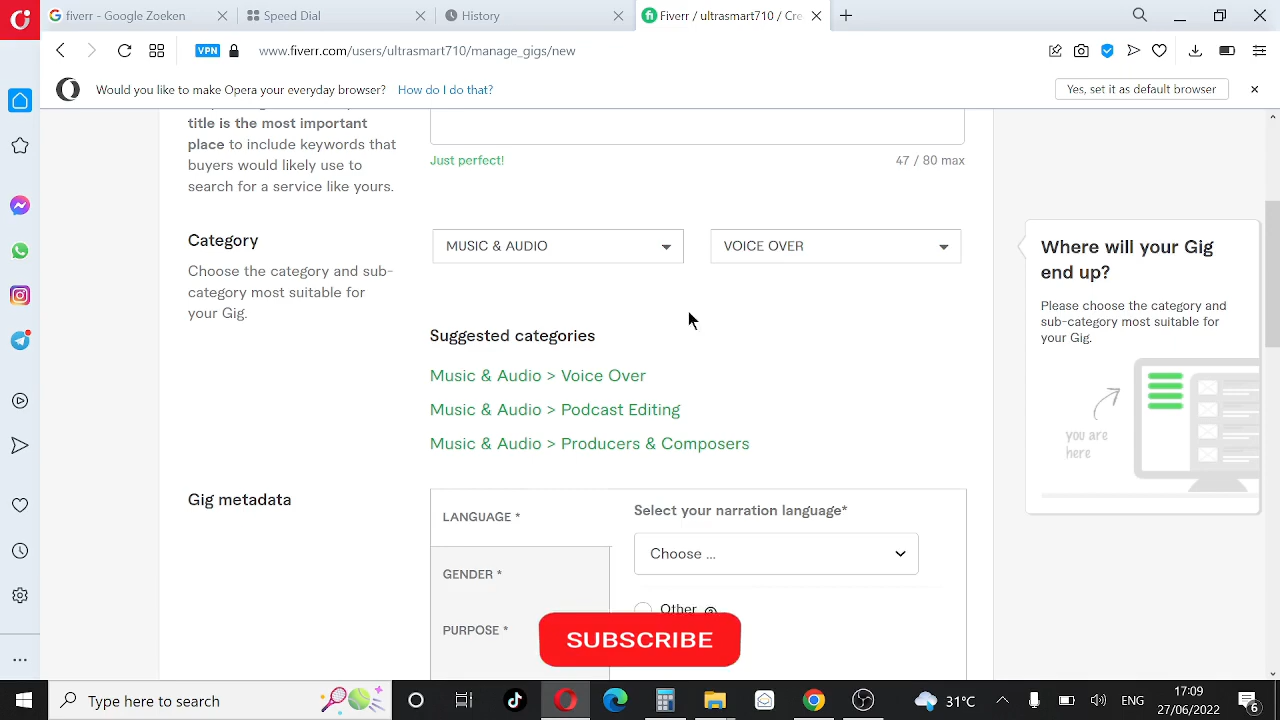 fiverr - Google Zoeken
Speed Dial
History
Fiverr / ultrasmart710 / Cre
VPN
www.fiverr.com/users/ultrasmart710/manage_gigs/new
Would you like to make Opera your everyday browser? How do I do that?
Yes, set it as default browser
title is the most important
place to include keywords that
buyers would likely use to
search for a service like yours.
Just perfect!
47 / 80 max
Category
Choose the category and sub-
category most suitable for
your Gig.
MUSIC & AUDIO
VOICE OVER
Suggested categories
Music & Audio > Voice Over
Music & Audio > Podcast Editing
Music & Audio > Producers & Composers
Where will your Gig
end up?
Please choose the category and
sub-category most suitable for
your Gig.
you are
here
Gig metadata
LANGUAGE *
GENDER *
PURPOSE *
Select your narration language*
Choose ...
Other
SUBSCRIBE
Type here to search
31°C
ENG
17:09
27/06/2022